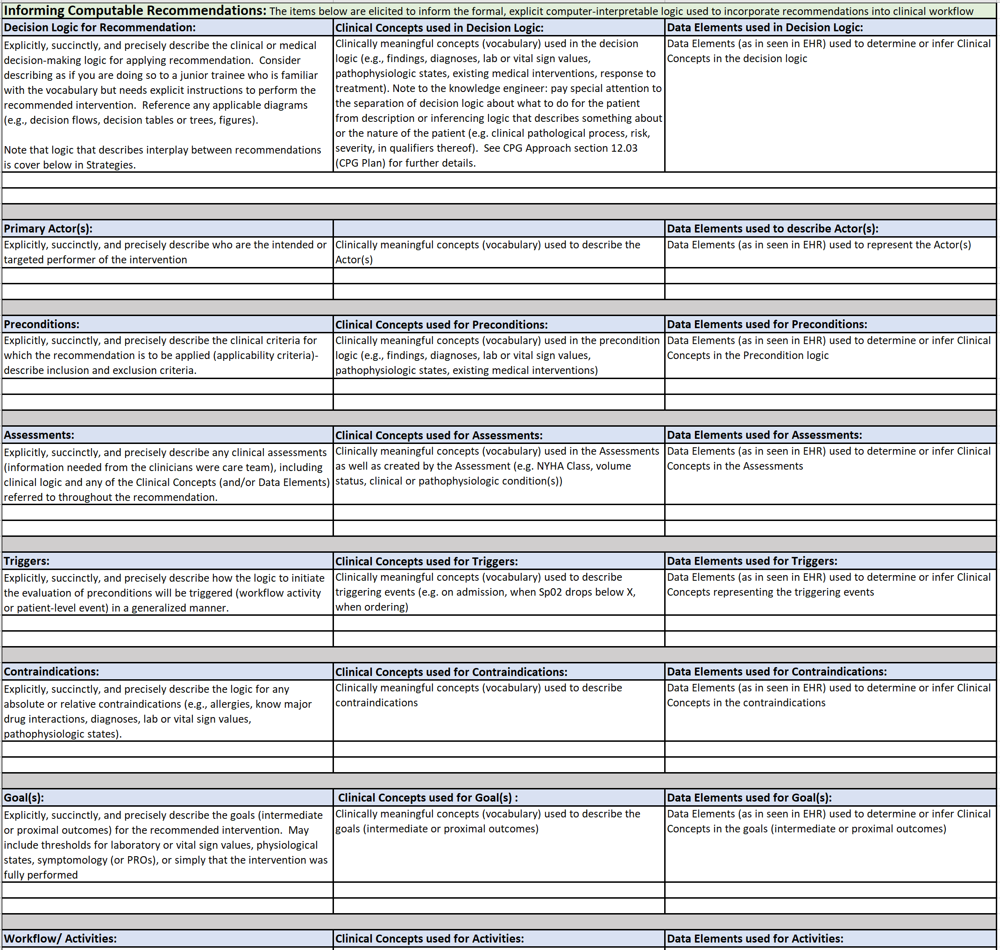 Informing Computable Recommendations: The items below are elicited to inform the formal, explicit computer-interpretable logic used to incorporate recommendations into clinical workflow
Decision Logic for Recommendation:
Clinical Concepts used in Decision Logic:
Data Elements used in Decision Logic:
Explicitly, succinctly, and precisely describe the clinical or medical
decision-making logic for applying recommendation.  Consider
describing as if you are doing so to a junior trainee who is familiar
with the vocabulary but needs explicit instructions to perform the
recommended intervention.  Reference any applicable diagrams
(e.g., decision flows, decision tables or trees, figures).
Note that logic that describes interplay between recommendations
is cover below in Strategies.
Clinically meaningful concepts (vocabulary) used in the decision
logic (e.g., findings, diagnoses, lab or vital sign values,
pathophysiologic states, existing medical interventions, response to
treatment). Note to the knowledge engineer: pay special attention to
the separation of decision logic about what to do for the patient
from description or inferencing logic that describes something about
or the nature of the patient (e.g. clinical pathological process, risk,
severity, in qualifiers thereof).  See CPG Approach section 12.03
(CPG Plan) for further details.
Data Elements (as in seen in EHR) used to determine or infer Clinical
Concepts in the decision logic
Primary Actor(s):
Data Elements used to describe Actor(s):
Explicitly, succinctly, and precisely describe who are the intended or
targeted performer of the intervention
Clinically meaningful concepts (vocabulary) used to describe the
Actor(s)
Data Elements (as in seen in EHR) used to represent the Actor(s)
Preconditions:
Clinical Concepts used for Preconditions:
Data Elements used for Preconditions:
Explicitly, succinctly, and precisely describe the clinical criteria for
which the recommendation is to be applied (applicability criteria)-
describe inclusion and exclusion criteria.
Clinically meaningful concepts (vocabulary) used in the precondition
logic (e.g., findings, diagnoses, lab or vital sign values,
pathophysiologic states, existing medical interventions)
Data Elements (as in seen in EHR) used to determine or infer Clinical
Concepts in the Precondition logic
Assessments:
Clinical Concepts used for Assessments:
Data Elements used for Assessments:
Explicitly, succinctly, and precisely describe any clinical assessments
(information needed from the clinicians were care team), including
clinical logic and any of the Clinical Concepts (and/or Data Elements)
referred to throughout the recommendation.
Clinically meaningful concepts (vocabulary) used in the Assessments
as well as created by the Assessment (e.g. NYHA Class, volume
status, clinical or pathophysiologic condition(s))
Data Elements (as in seen in EHR) used to determine or infer Clinical
Concepts in the Assessments
Triggers:
Clinical Concepts used for Triggers:
Data Elements used for Triggers:
Explicitly, succinctly, and precisely describe how the logic to initiate
the evaluation of preconditions will be triggered (workflow activity
or patient-level event) in a generalized manner.
Clinically meaningful concepts (vocabulary) used to describe
triggering events (e.g. on admission, when Sp02 drops below X,
when ordering)
Data Elements (as in seen in EHR) used to determine or infer Clinical
Concepts representing the triggering events
Contraindications:
Clinical Concepts used for Contraindications:
Data Elements used for Contraindications:
Explicitly, succinctly, and precisely describe the logic for any
absolute or relative contraindications (e.g., allergies, know major
drug interactions, diagnoses, lab or vital sign values,
pathophysiologic states).
Clinically meaningful concepts (vocabulary) used to describe
contraindications
Data Elements (as in seen in EHR) used to determine or infer Clinical
Concepts in the contraindications
Goal(s):
Clinical Concepts used for Goal(s) :
Data Elements used for Goal(s):
Explicitly, succinctly, and precisely describe the goals (intermediate
or proximal outcomes) for the recommended intervention.  May
include thresholds for laboratory or vital sign values, physiological
states, symptomology (or PROs), or simply that the intervention was
fully performed
Clinically meaningful concepts (vocabulary) used to describe the
goals (intermediate or proximal outcomes)
Data Elements (as in seen in EHR) used to determine or infer Clinical
Concepts in the goals (intermediate or proximal outcomes)
Workflow/ Activities:
Clinical Concepts used for Activities:
Data Elements used for Activities: